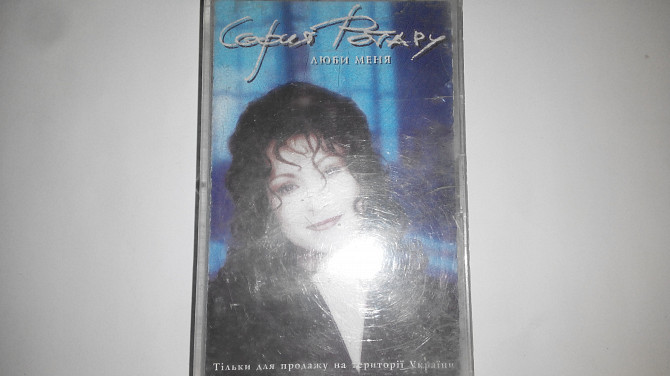 София Ротару
ЛЮБИ МЕНЯ
Тільки для продажу на території України